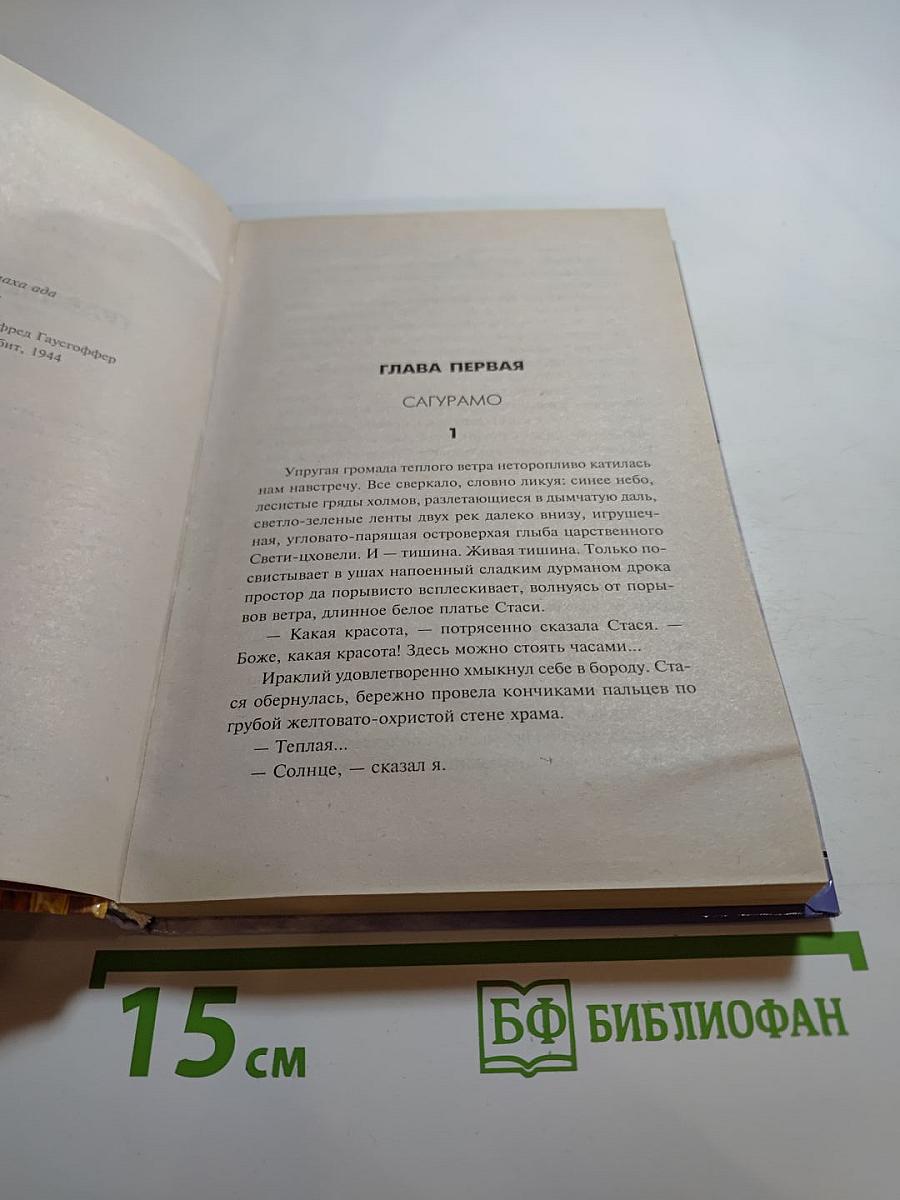 ада
Гаусгоффер
1944
ГЛАВА ПЕРВАЯ
САГУРАМО
1
Упругая громада теплого ветра неторопливо катилась
нам навстречу. Все сверкало, словно ликуя: синее небо,
лесистые гряды холмов, разлетающиеся в дымчатую даль,
светло-зеленые ленты двух рек далеко внизу, игрушеч-
ная, угловато-парящая островерхая глыба царственного
Свети-цховели. И — тишина. Живая тишина. Только по-
свистывает в ушах напоенный сладким дурманом дрока
простор да порывисто всплескивает, волнуясь от поры-
вов ветра, длинное белое платье Стаси.
— Какая красота, — потрясенно сказала Стася. —
Боже, какая красота! Здесь можно стоять часами...
Ираклий удовлетворенно хмыкнул себе в бороду. Ста-
ся обернулась, бережно провела кончиками пальцев по
грубой желтовато-охристой стене храма.
— Теплая...
— Солнце, — сказал я.
15 см
БФ БИБЛИОФАН